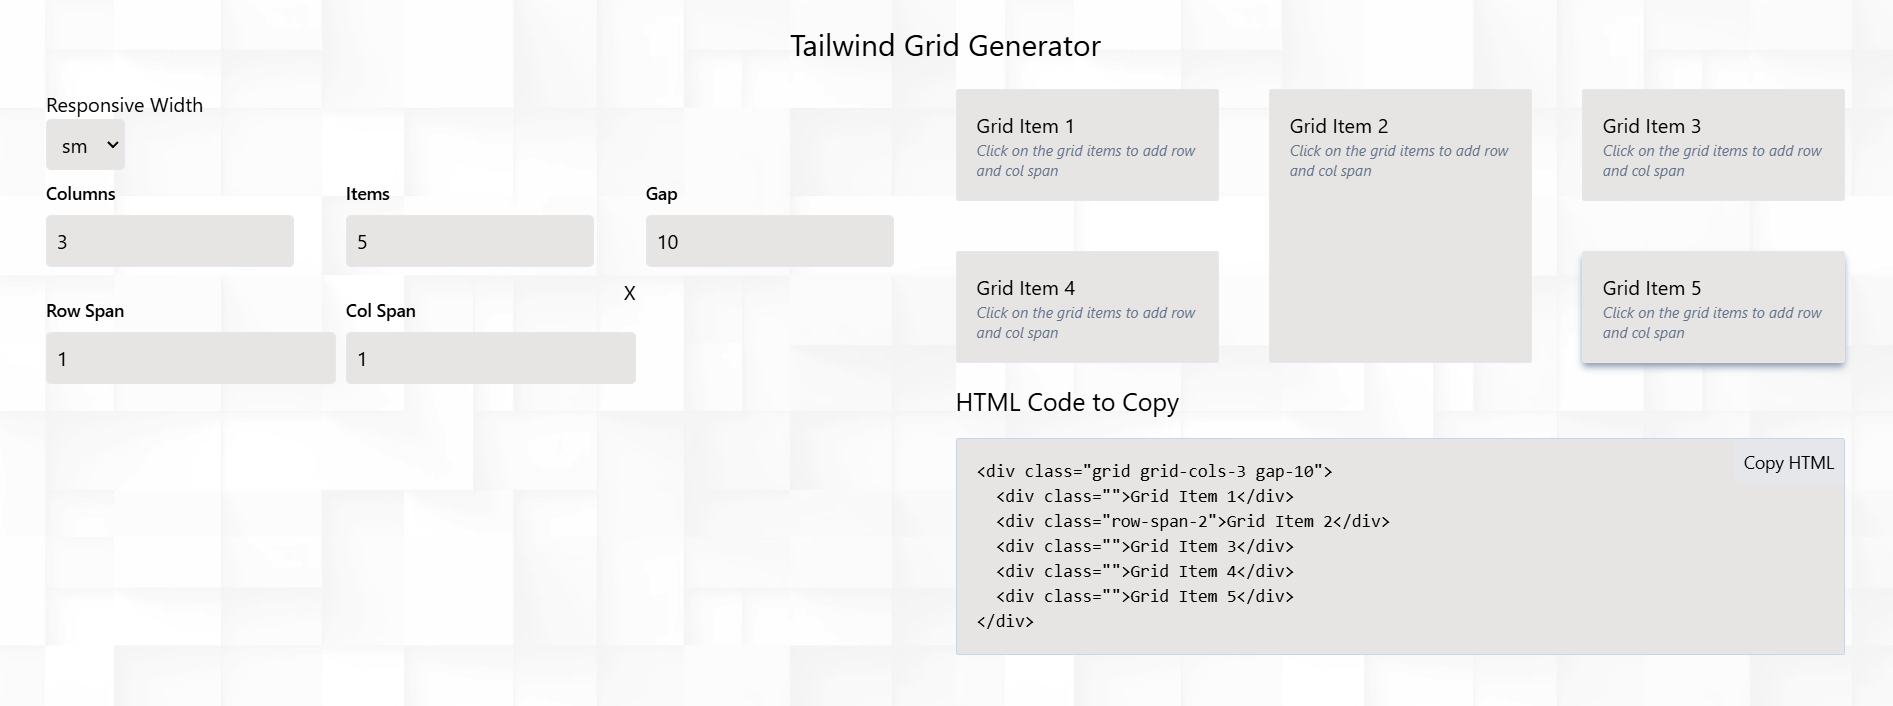 Tailwind Grid Generator
Responsive Width
sm
Columns
Items
Gap
3
5
10
X
Row Span
Col Span
1
1
Grid Item 1
Click on the grid items to add row
and col span
Grid Item 2
Click on the grid items to add row
and col span
Grid Item 3
Click on the grid items to add row
and col span
Grid Item 4
Click on the grid items to add row
and col span
Grid Item 5
Click on the grid items to add row
and col span
HTML Code to Copy
Copy HTML
<div class="grid grid-cols-3 gap-10">
  <div class="">Grid Item 1</div>
  <div class="row-span-2">Grid Item 2</div>
  <div class="">Grid Item 3</div>
  <div class="">Grid Item 4</div>
  <div class="">Grid Item 5</div>
</div>